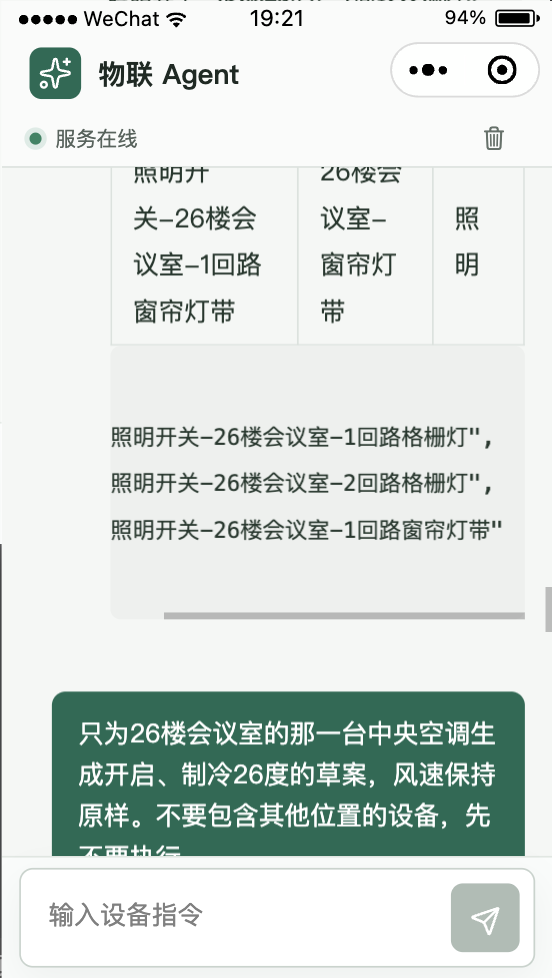 WeChat 19:21 94%
物联 Agent
服务在线
照明开
关–26楼会
议室–1回路
窗帘灯带
26楼会
议室–
窗帘灯
带
照
明
照明开关–26楼会议室–1回路格栅灯",
照明开关–26楼会议室–2回路格栅灯",
照明开关–26楼会议室–1回路窗帘灯带"
只为26楼会议室的那一台中央空调生
成开启、制冷26度的草案，风速保持
原样。不要包含其他位置的设备，先
不要执行
输入设备指令